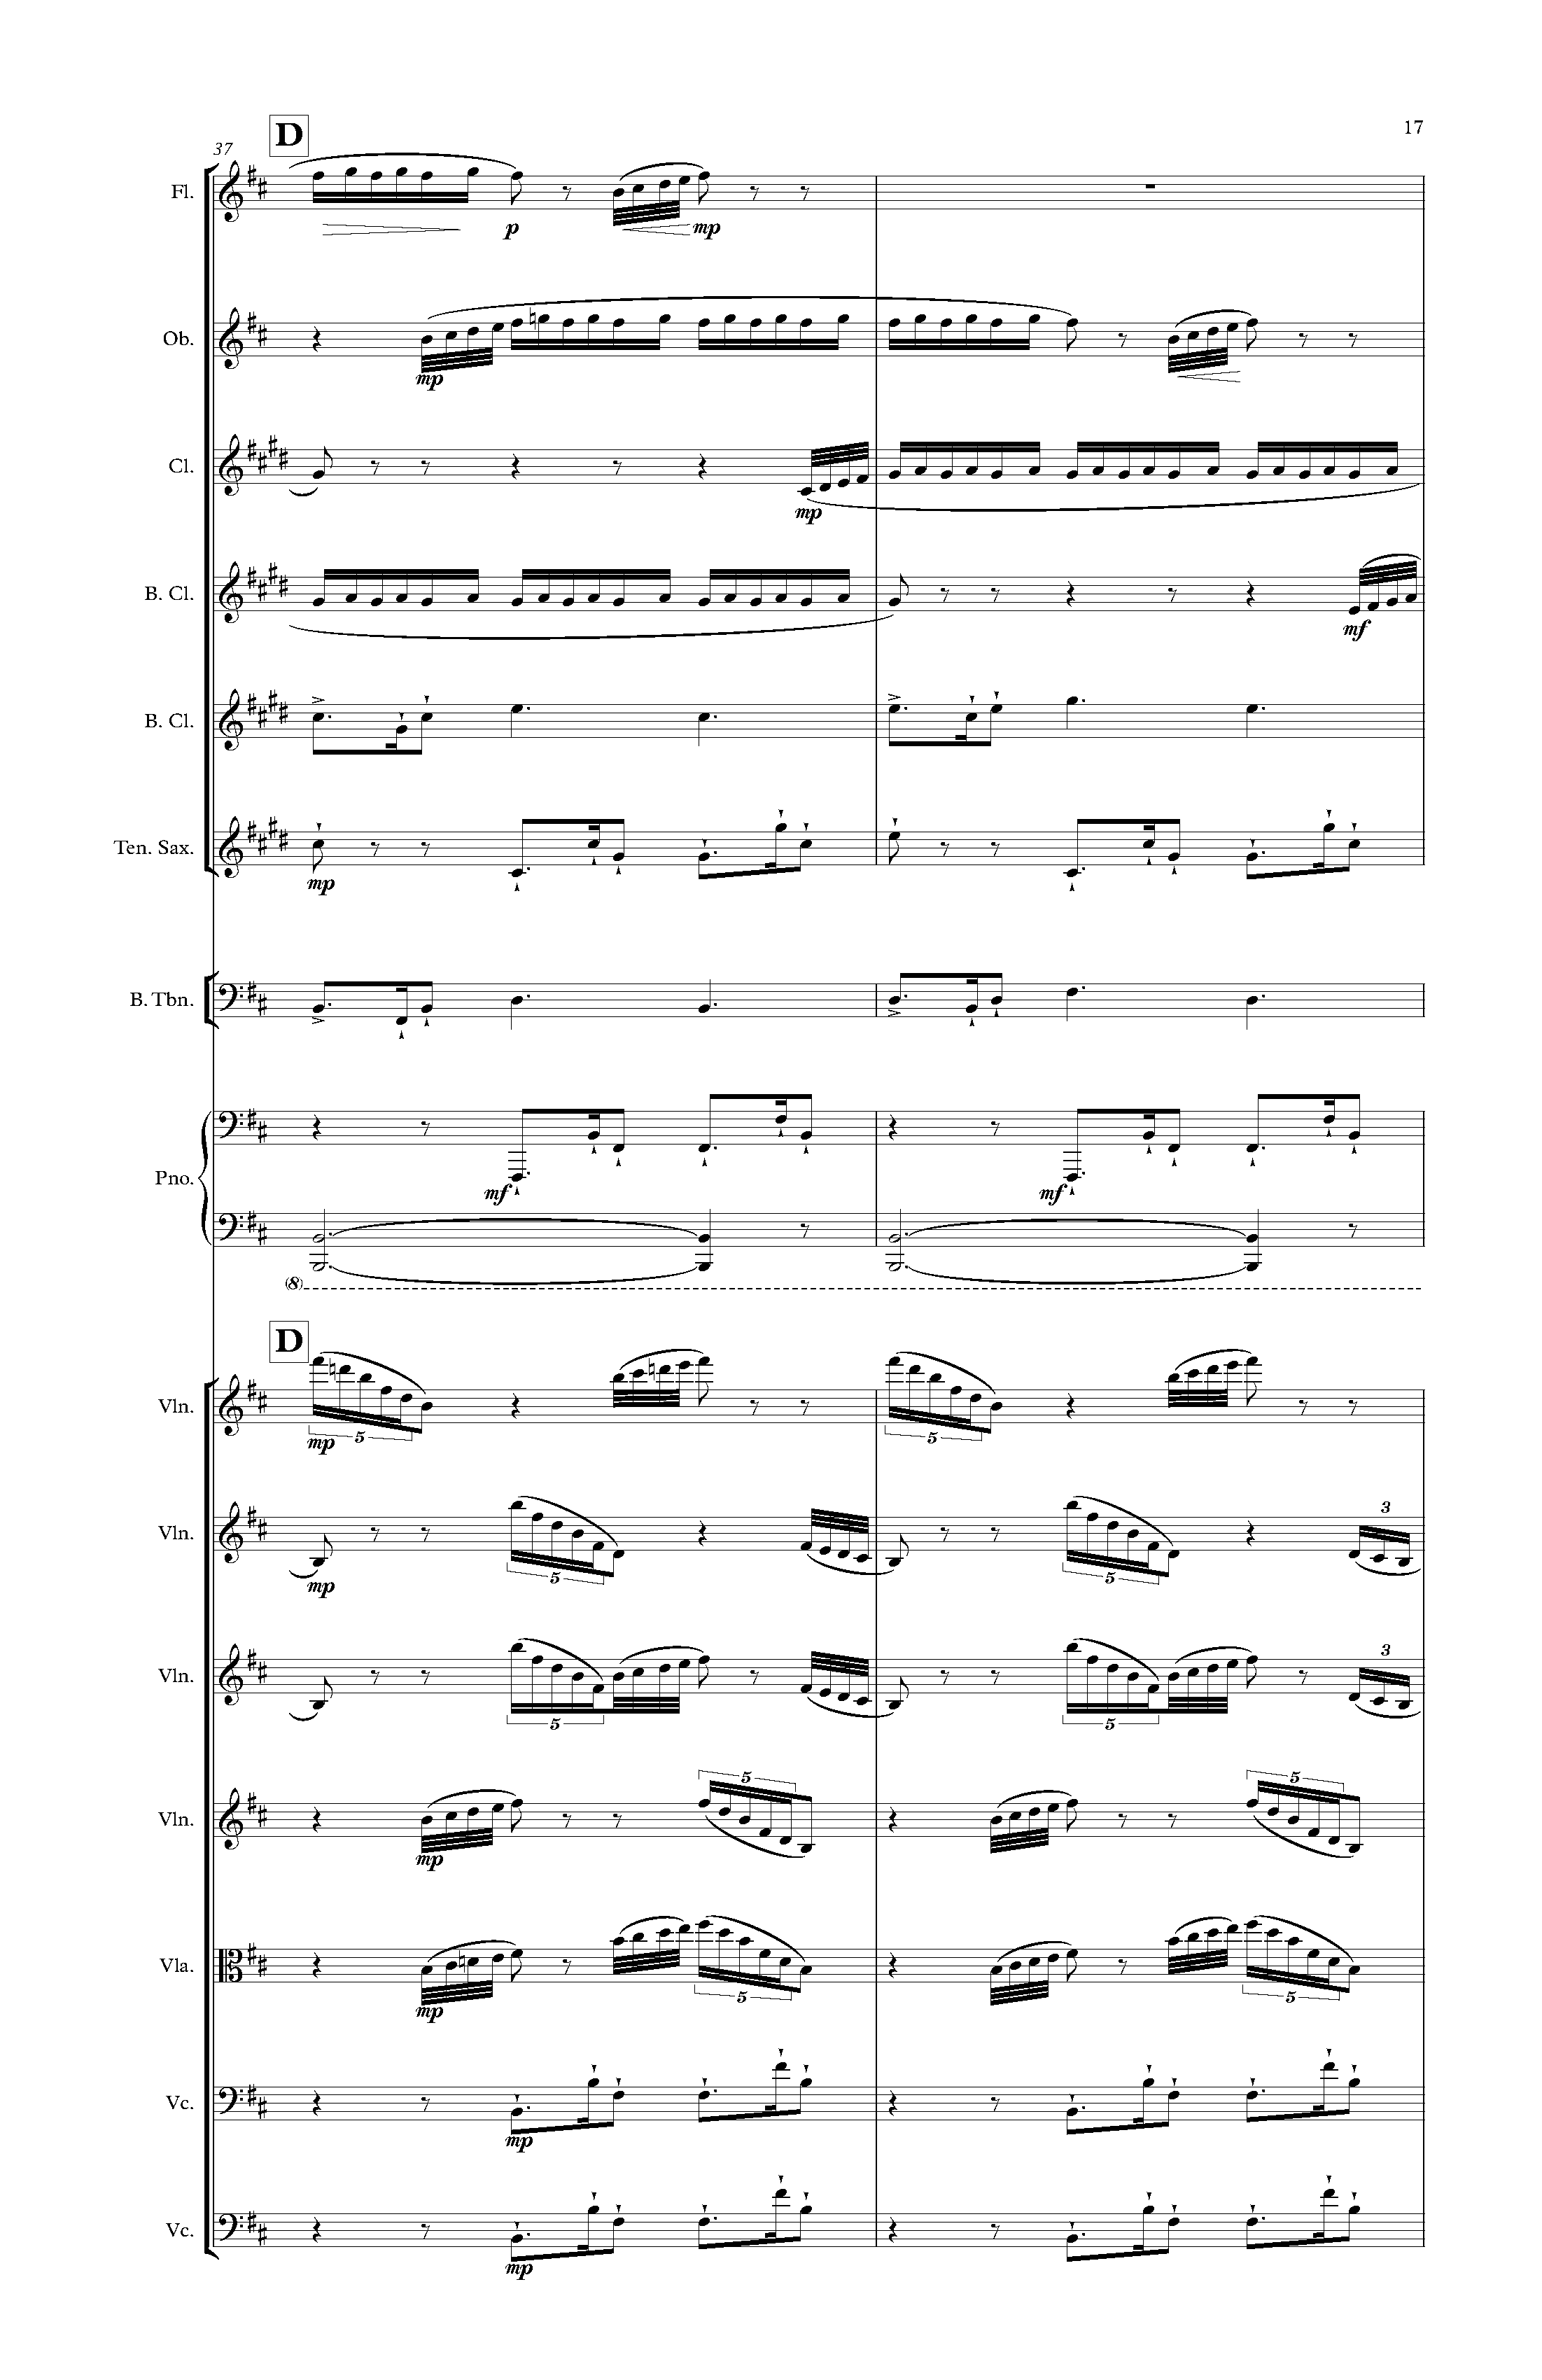 17
D
37
Fl.
p
mp
Ob.
mp
Cl.
mp
B. Cl.
mf
B. Cl.
Ten. Sax.
mp
B. Tbn.
Pno.
mf
mf
(8)
D
Vln.
5
5
mp
Vln.
3
5
5
mp
Vln.
3
5
5
5
5
Vln.
mp
Vla.
5
5
mp
Vc.
mp
Vc.
mp